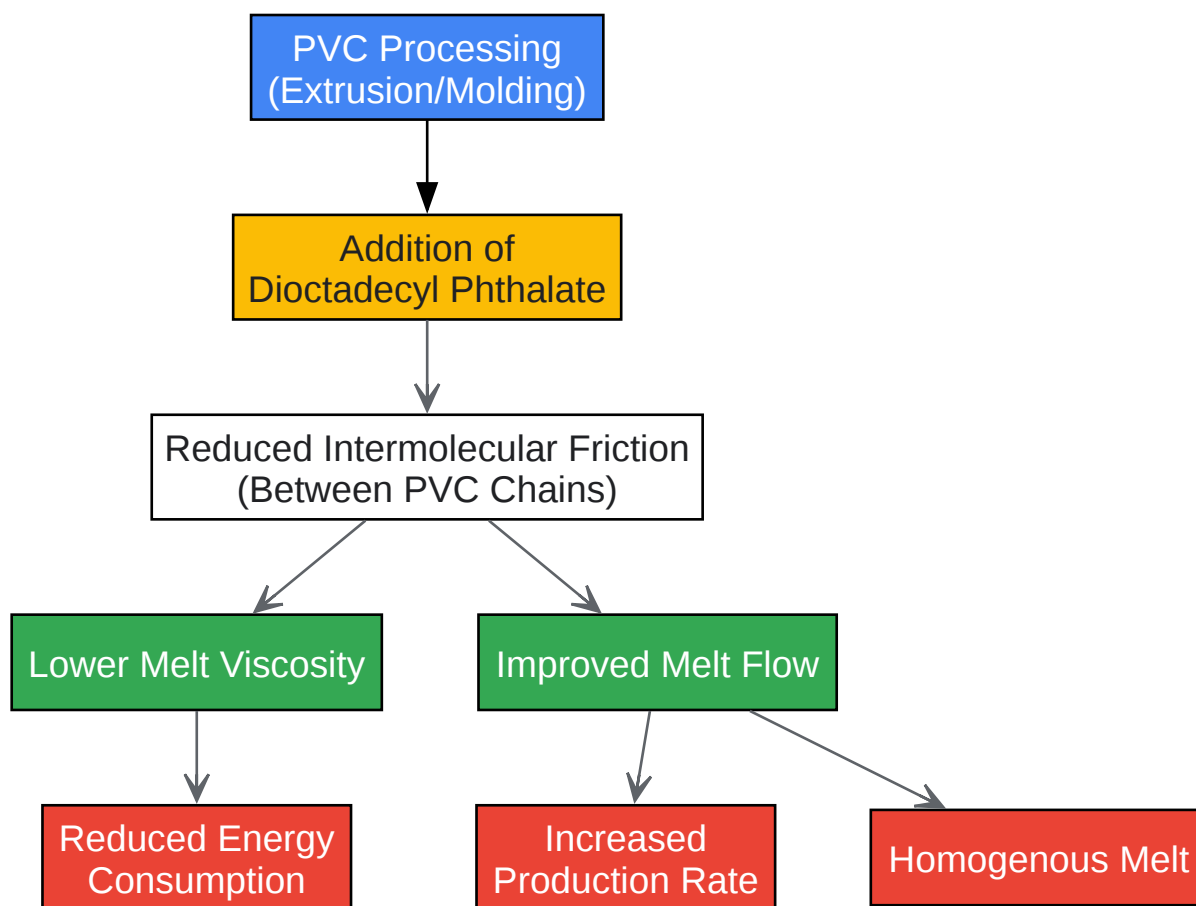 PVC Processing
(Extrusion/Molding)
Addition of
Dioctadecyl Phthalate
Reduced Intermolecular Friction
(Between PVC Chains)
Lower Melt Viscosity
Improved Melt Flow
Reduced Energy
Consumption
Increased
Production Rate
Homogenous Melt